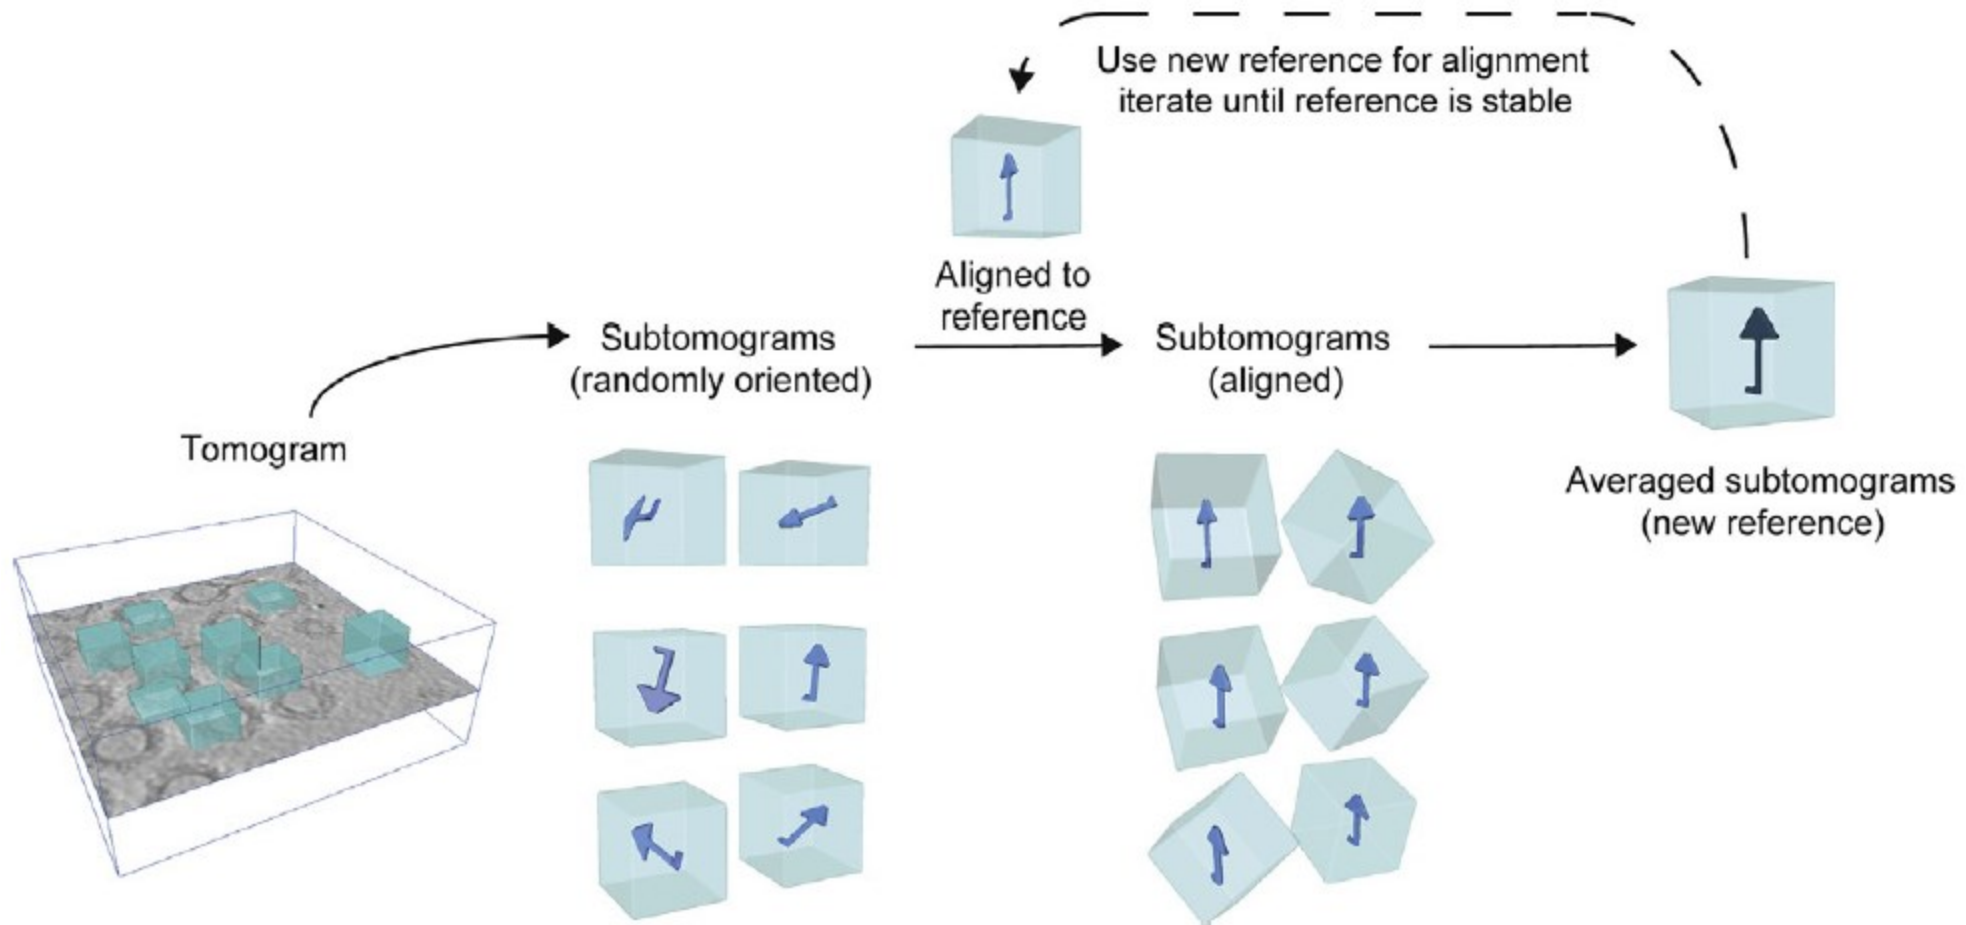 Use new reference for alignment
iterate until reference is stable
Aligned to
reference
Subtomograms
(randomly oriented)
Subtomograms
(aligned)
Tomogram
Averaged subtomograms
(new reference)